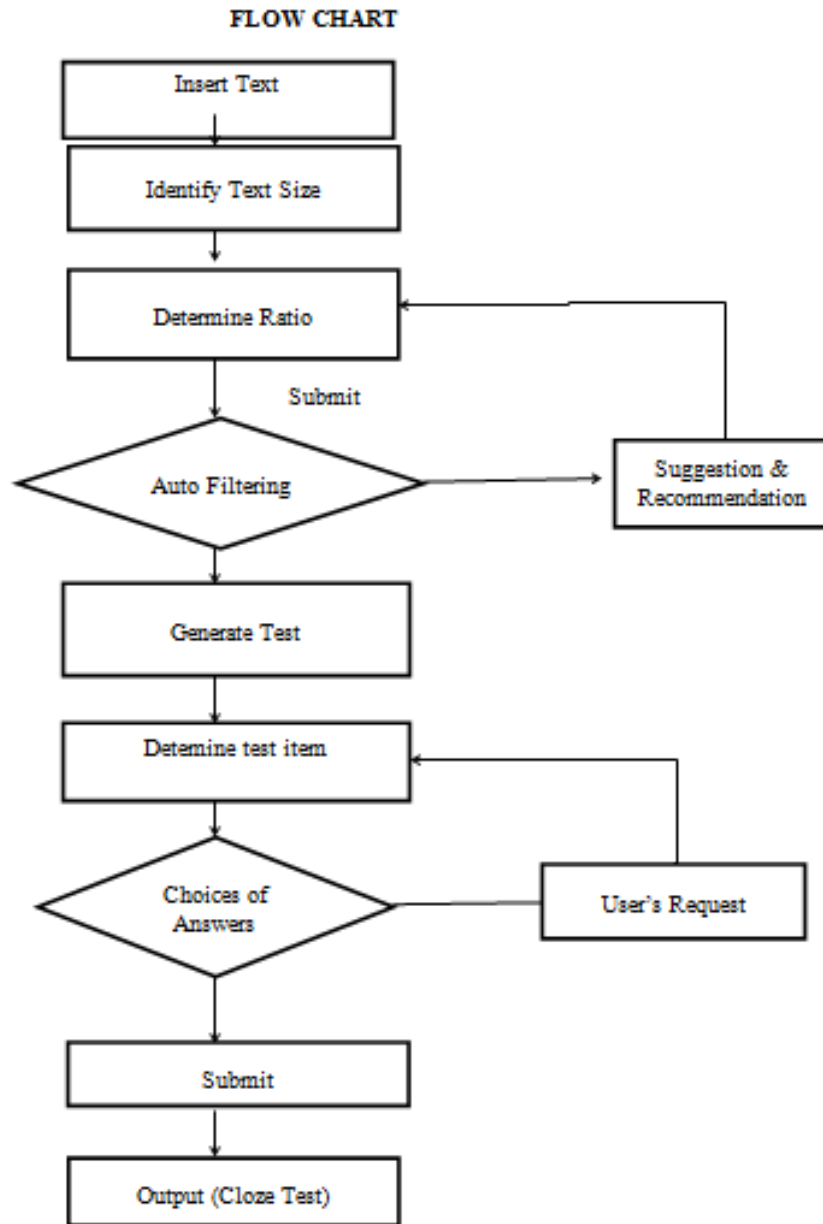 FLOW CHART
Insert Text
Identify Text Size
Determine Ratio
Submit
Auto Filtering
Suggestion &
Recommendation
Generate Test
Detemine test item
Choices of
Answers
User's Request
Submit
Output (Cloze Test)